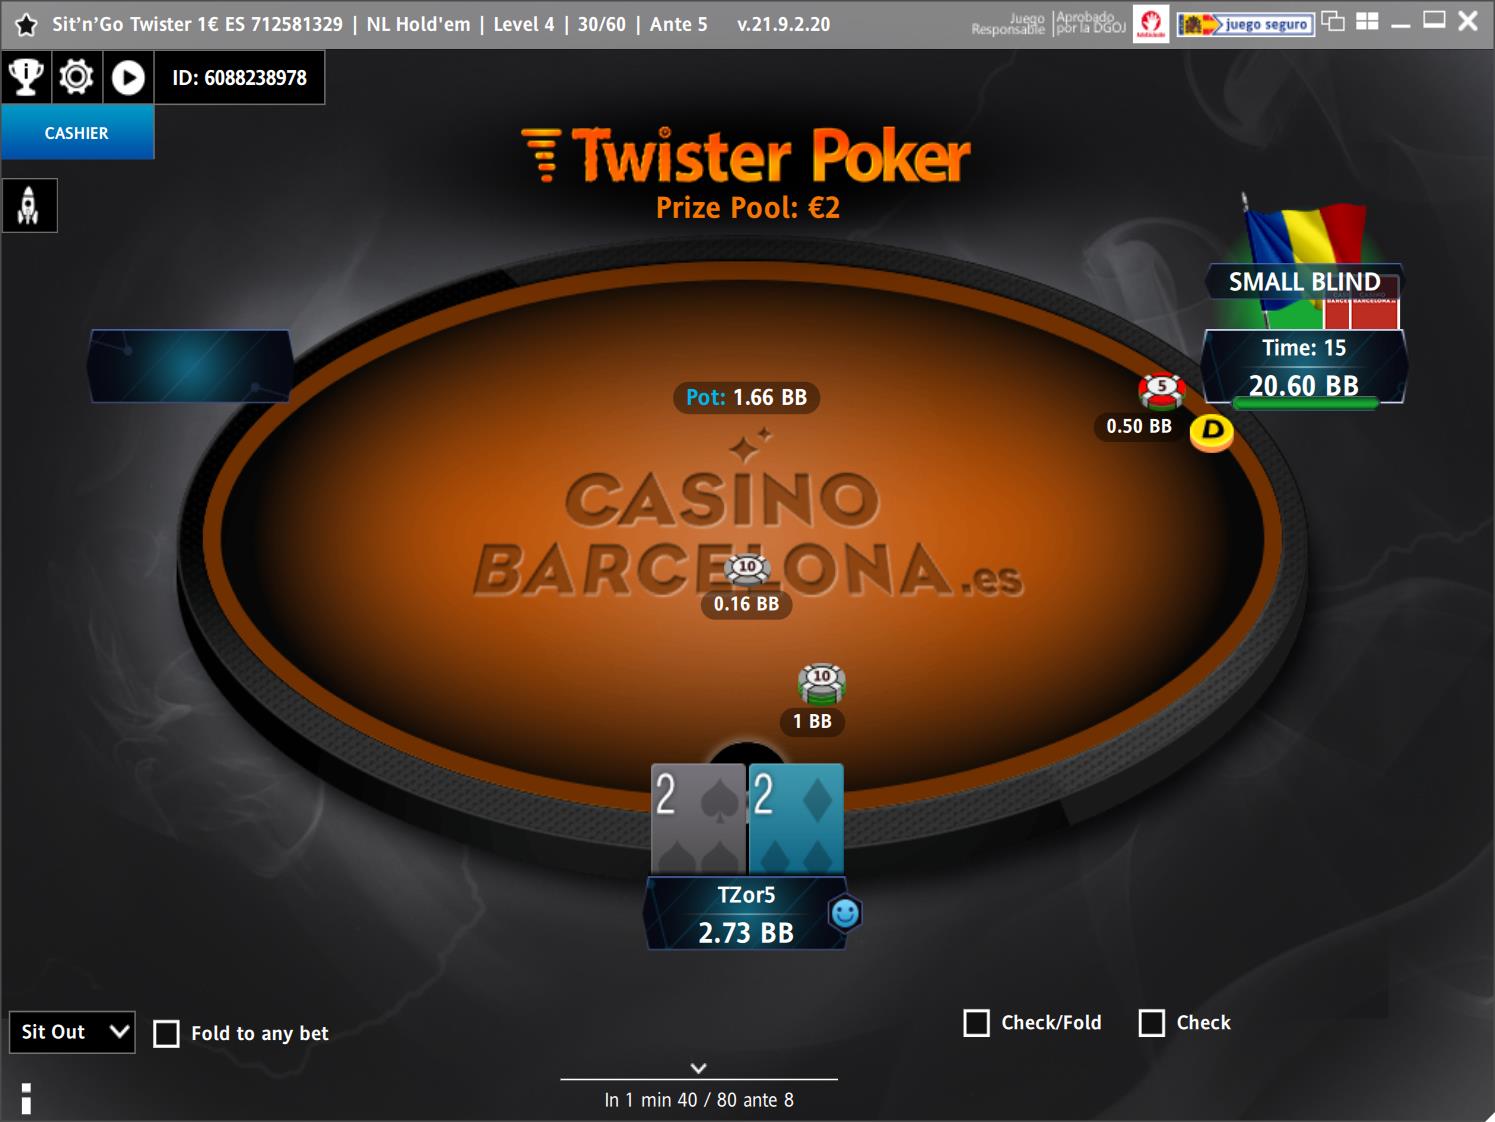 Sit’n’Go Twister 1€ ES 712581329 | NL Hold'em | Level 4 | 30/60 | Ante 5 v.21.9.2.20
Juego Responsable
Aprobado por la DGOJ
juego seguro
ID: 6088238978
CASHIER
Twister Poker
Prize Pool: €2
SMALL BLIND
Time: 15
20.60 BB
Pot: 1.66 BB
5
0.50 BB
D
CASINO
BARCELONA.es
10
0.16 BB
10
1 BB
2 2
TZor5
2.73 BB
Sit Out
Fold to any bet
Check/Fold
Check
In 1 min 40 / 80 ante 8